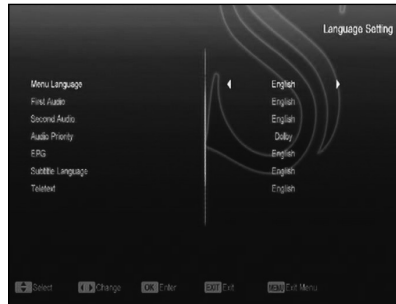 Language Setting
Menu Language English
First Audio English
Second Audio English
Audio Priority Dolby
EPG English
Subtitle Language English
Teletext English
Select Change OK Enter EXIT Exit MENU Exit Menu